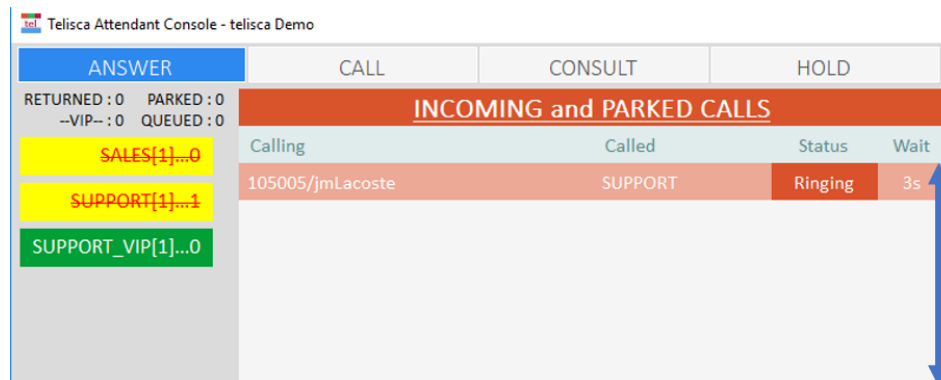 tel Telisca Attendant Console - telisca Demo
ANSWER CALL CONSULT HOLD
RETURNED : 0 PARKED : 0
--VIP-- : 0 QUEUED : 0
INCOMING and PARKED CALLS
Calling Called Status Wait
SALES[1]...0
105005/jmLacoste SUPPORT Ringing 3s
SUPPORT[1]...1
SUPPORT_VIP[1]...0